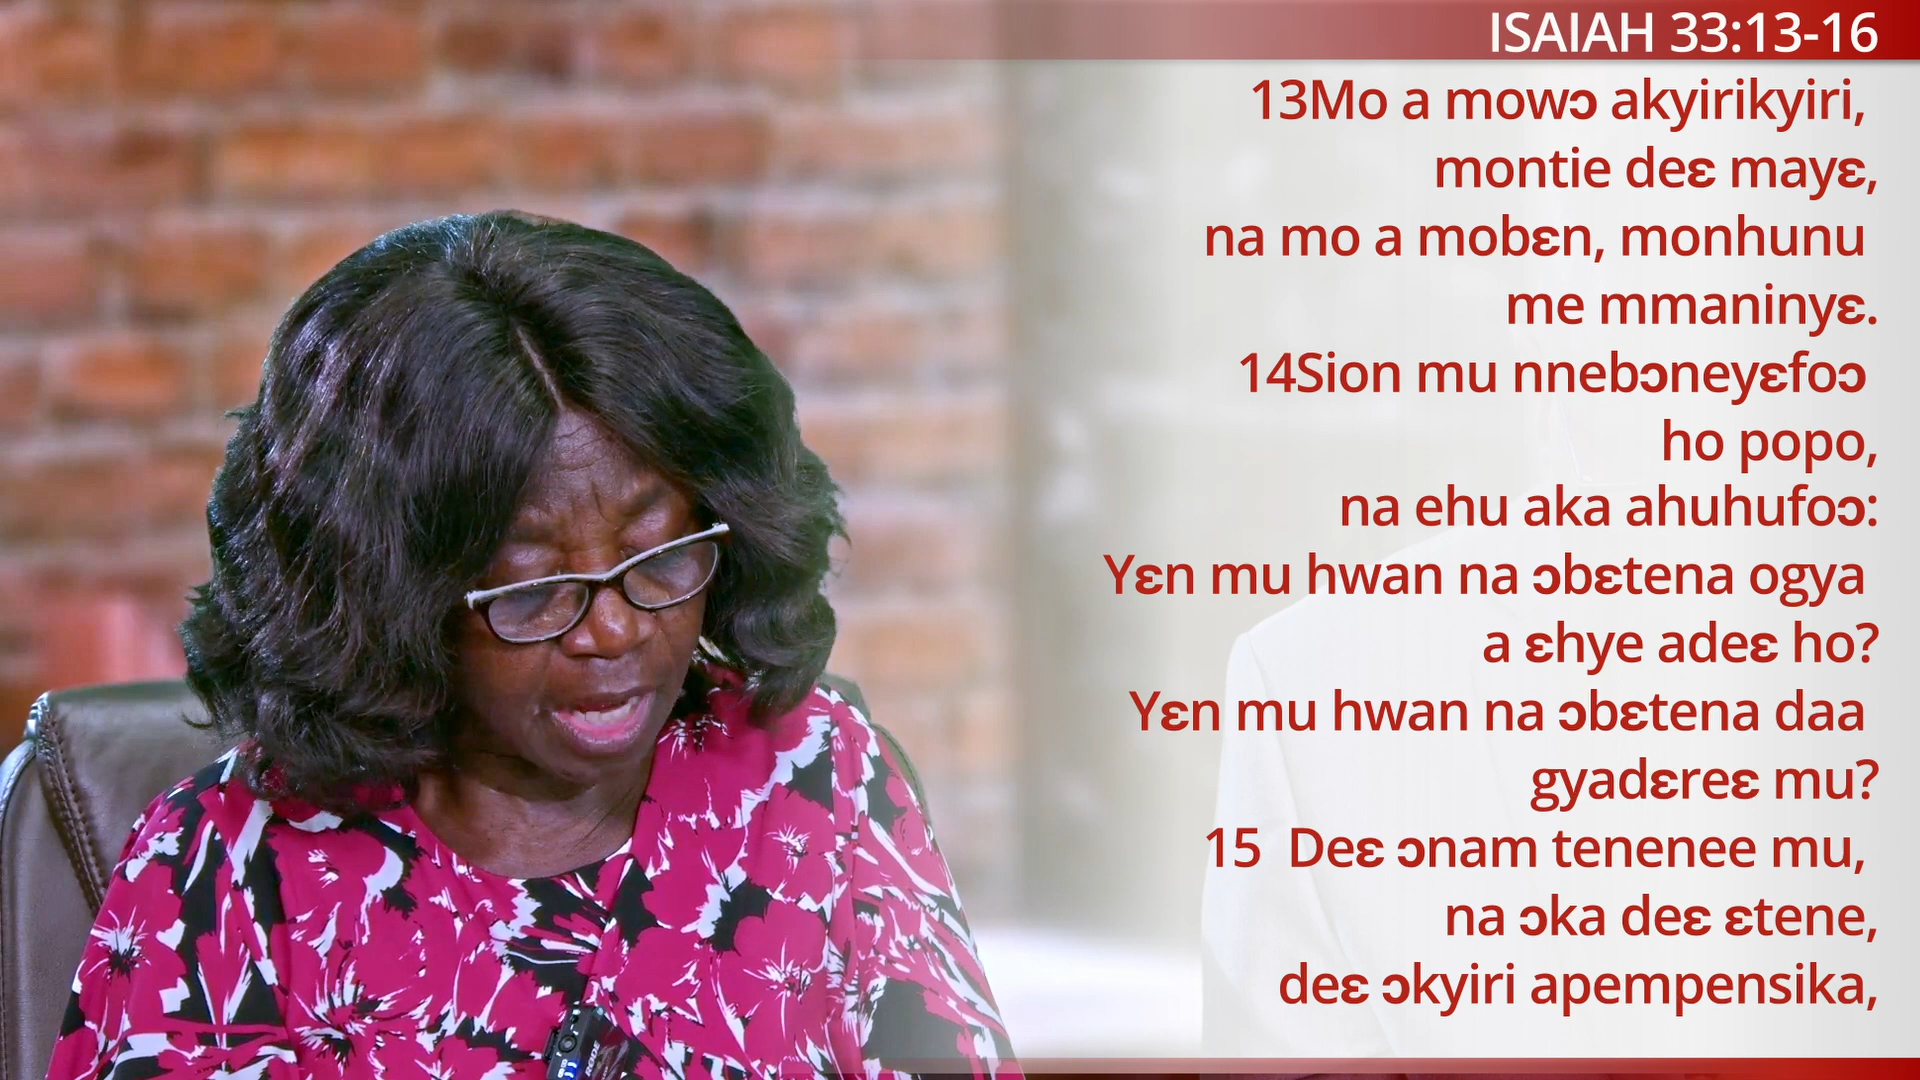 ISAIAH 33:13-16
13Mo a mowɔ akyirikyiri,
montie deɛ mayɛ,
na mo a mobɛn, monhunu
me mmaninyɛ.
14Sion mu nnebɔneyɛfoɔ
ho popo,
na ehu aka ahuhufoɔ:
Yɛn mu hwan na ɔbɛtena ogya
a ɛhye adeɛ ho?
Yɛn mu hwan na ɔbɛtena daa
gyadɛreɛ mu?
15 Deɛ ɔnam tenenee mu,
na ɔka deɛ ɛtene,
deɛ ɔkyiri apempensika,
RODE